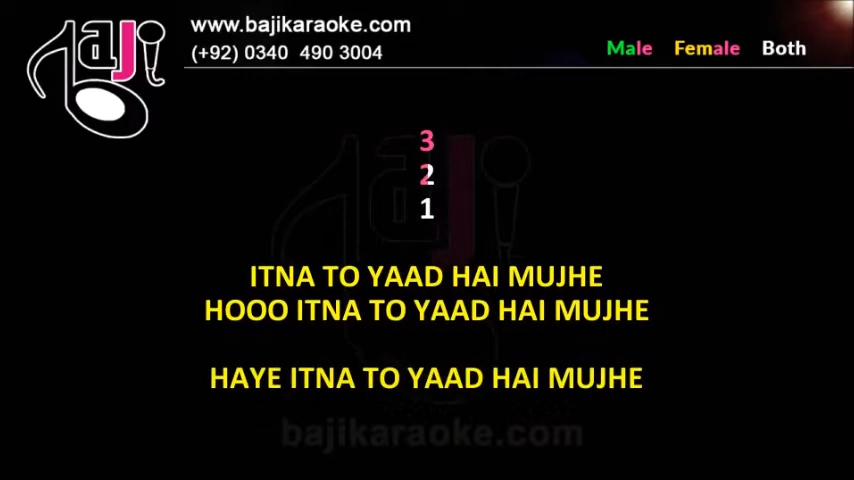 Baji
www.bajikaraoke.com
(+92) 0340 490 3004
Male Female Both
3
2
1
ITNA TO YAAD HAI MUJHE
HOOO ITNA TO YAAD HAI MUJHE
HAYE ITNA TO YAAD HAI MUJHE
bajikaraoke.com